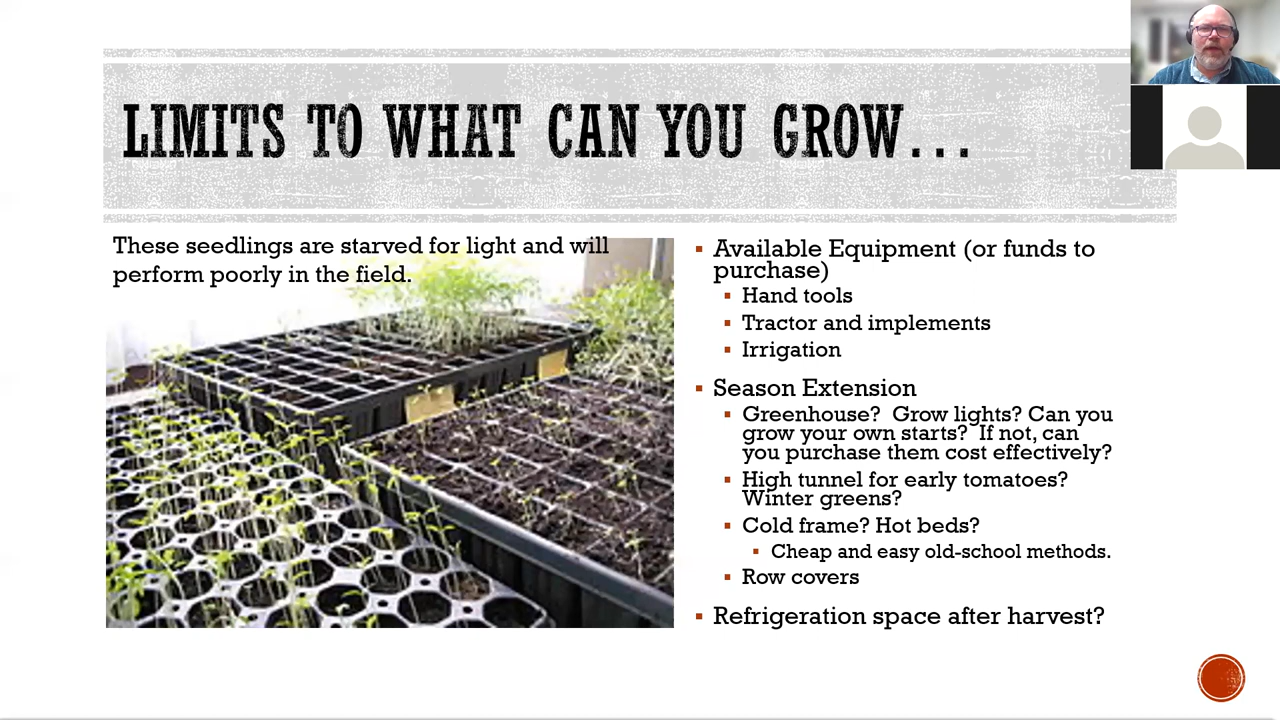 LIMITS TO WHAT CAN YOU GROW...
These seedlings are starved for light and will
perform poorly in the field.
Available Equipment (or funds to
purchase)
Hand tools
Tractor and implements
Irrigation
Season Extension
Greenhouse? Grow lights? Can you
grow your own starts? If not, can
you purchase them cost effectively?
High tunnel for early tomatoes?
Winter greens?
Cold frame? Hot beds?
Cheap and easy old-school methods.
Row covers
Refrigeration space after harvest?